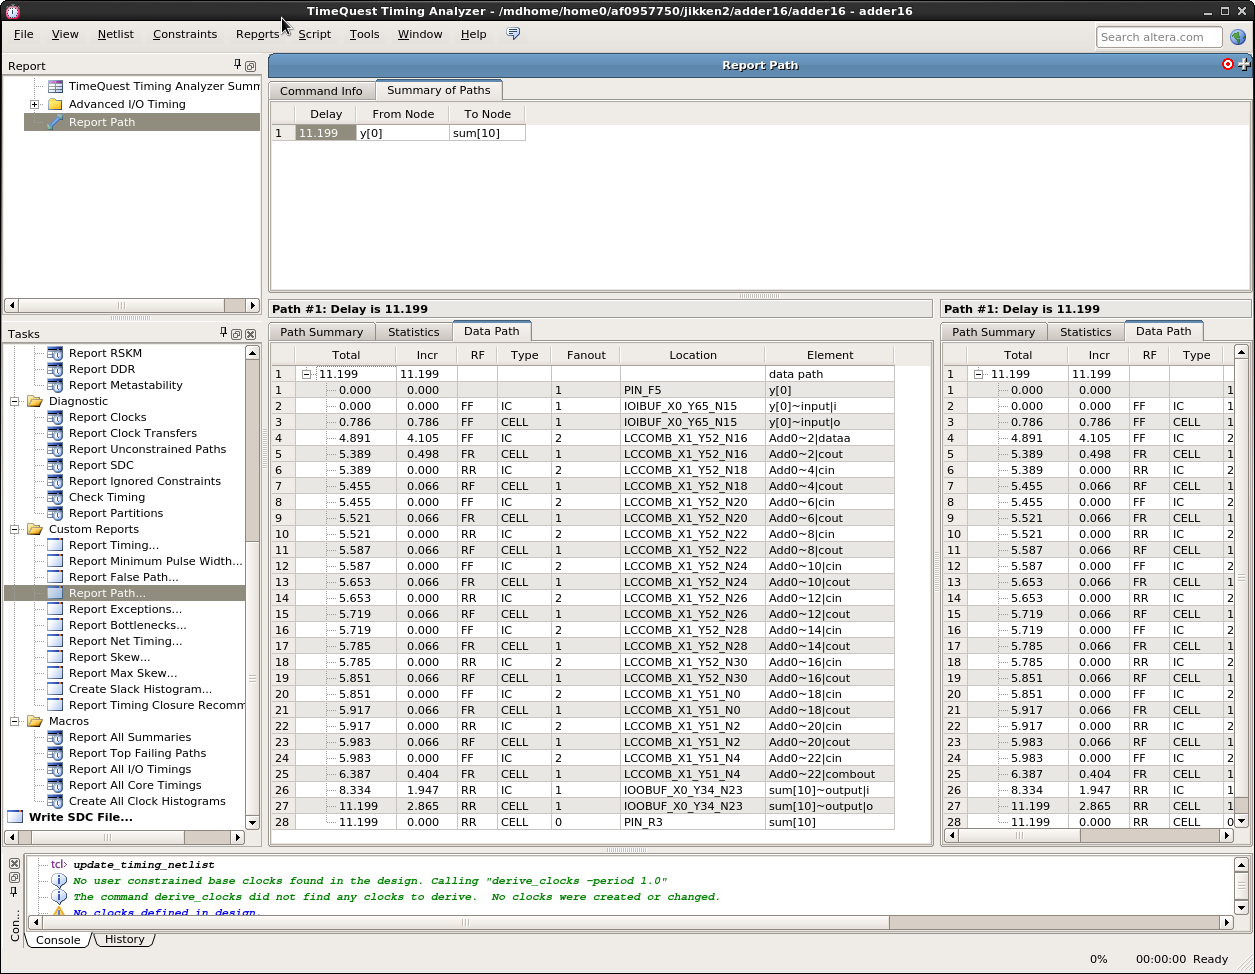 TimeQuest Timing Analyzer - /mdhome/home0/af0957750/jikken2/adder16/adder16 - adder16
File View Netlist Constraints Reports Script Tools Window Help
Search altera.com
Report
TimeQuest Timing Analyzer Summ
Advanced I/O Timing
Report Path
Report Path
Command Info Summary of Paths
Delay From Node To Node
1 11.199 y[0] sum[10]
Tasks
Report RSKM
Report DDR
Report Metastability
Diagnostic
Report Clocks
Report Clock Transfers
Report Unconstrained Paths
Report SDC
Report Ignored Constraints
Check Timing
Report Partitions
Custom Reports
Report Timing...
Report Minimum Pulse Width...
Report False Path...
Report Path...
Report Exceptions...
Report Bottlenecks...
Report Net Timing...
Report Skew...
Report Max Skew...
Create Slack Histogram...
Report Timing Closure Recomm
Macros
Report All Summaries
Report Top Failing Paths
Report All I/O Timings
Report All Core Timings
Create All Clock Histograms
Write SDC File...
Path #1: Delay is 11.199
Path Summary Statistics Data Path
Total Incr RF Type Fanout Location Element
1 11.199 11.199 data path
1 0.000 1 PIN_F5 y[0]
2 0.000 0.000 FF IC 1 IOIBUF_X0_Y65_N15 y[0]~input|i
3 0.786 0.786 FF CELL 1 IOIBUF_X0_Y65_N15 y[0]~input|o
4 4.891 4.105 FF IC 2 LCCOMB_X1_Y52_N16 Add0~2|dataa
5 5.389 0.498 FR CELL 1 LCCOMB_X1_Y52_N16 Add0~2|cout
6 5.389 0.000 RR IC 2 LCCOMB_X1_Y52_N18 Add0~4|cin
7 5.455 0.066 RF CELL 1 LCCOMB_X1_Y52_N18 Add0~4|cout
8 5.455 0.000 FF IC 2 LCCOMB_X1_Y52_N20 Add0~6|cin
9 5.521 0.066 FR CELL 1 LCCOMB_X1_Y52_N20 Add0~6|cout
10 5.521 0.000 RR IC 2 LCCOMB_X1_Y52_N22 Add0~8|cin
11 5.587 0.066 RF CELL 1 LCCOMB_X1_Y52_N22 Add0~8|cout
12 5.587 0.000 FF IC 2 LCCOMB_X1_Y52_N24 Add0~10|cin
13 5.653 0.066 FR CELL 1 LCCOMB_X1_Y52_N24 Add0~10|cout
14 5.653 0.000 RR IC 2 LCCOMB_X1_Y52_N26 Add0~12|cin
15 5.719 0.066 RF CELL 1 LCCOMB_X1_Y52_N26 Add0~12|cout
16 5.719 0.000 FF IC 2 LCCOMB_X1_Y52_N28 Add0~14|cin
17 5.785 0.066 FR CELL 1 LCCOMB_X1_Y52_N28 Add0~14|cout
18 5.785 0.000 RR IC 2 LCCOMB_X1_Y52_N30 Add0~16|cin
19 5.851 0.066 RF CELL 1 LCCOMB_X1_Y52_N30 Add0~16|cout
20 5.851 0.000 FF IC 2 LCCOMB_X1_Y51_N0 Add0~18|cin
21 5.917 0.066 FR CELL 1 LCCOMB_X1_Y51_N0 Add0~18|cout
22 5.917 0.000 RR IC 2 LCCOMB_X1_Y51_N2 Add0~20|cin
23 5.983 0.066 RF CELL 1 LCCOMB_X1_Y51_N2 Add0~20|cout
24 5.983 0.000 FF IC 2 LCCOMB_X1_Y51_N4 Add0~22|cin
25 6.387 0.404 FR CELL 1 LCCOMB_X1_Y51_N4 Add0~22|combout
26 8.334 1.947 RR IC 1 IOOBUF_X0_Y34_N23 sum[10]~output|i
27 11.199 2.865 RR CELL 1 IOOBUF_X0_Y34_N23 sum[10]~output|o
28 11.199 0.000 RR CELL 0 PIN_R3 sum[10]
Path #1: Delay is 11.199
Path Summary Statistics Data Path
Total Incr RF Type
1 11.199 11.199
1 0.000 1
2 0.000 0.000 FF IC 1
3 0.786 0.786 FF CELL 1
4 4.891 4.105 FF IC 2
5 5.389 0.498 FR CELL 1
6 5.389 0.000 RR IC 2
7 5.455 0.066 RF CELL 1
8 5.455 0.000 FF IC 2
9 5.521 0.066 FR CELL 1
10 5.521 0.000 RR IC 2
11 5.587 0.066 RF CELL 1
12 5.587 0.000 FF IC 2
13 5.653 0.066 FR CELL 1
14 5.653 0.000 RR IC 2
15 5.719 0.066 RF CELL 1
16 5.719 0.000 FF IC 2
17 5.785 0.066 FR CELL 1
18 5.785 0.000 RR IC 2
19 5.851 0.066 RF CELL 1
20 5.851 0.000 FF IC 2
21 5.917 0.066 FR CELL 1
22 5.917 0.000 RR IC 2
23 5.983 0.066 RF CELL 1
24 5.983 0.000 FF IC 2
25 6.387 0.404 FR CELL 1
26 8.334 1.947 RR IC 1
27 11.199 2.865 RR CELL 1
28 11.199 0.000 RR CELL 0
tcl> update_timing_netlist
No user constrained base clocks found in the design. Calling "derive_clocks -period 1.0"
The command derive_clocks did not find any clocks to derive. No clocks were created or changed.
No clocks defined in design.
Con...
Console History
0% 00:00:00 Ready